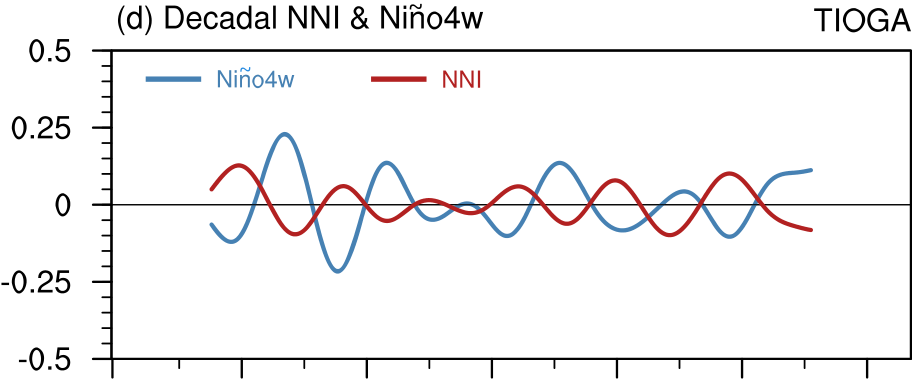 (d) Decadal NNI & Niño4w
TIOGA
0.5
Niño4w
NNI
0.25
0
-0.25
-0.5